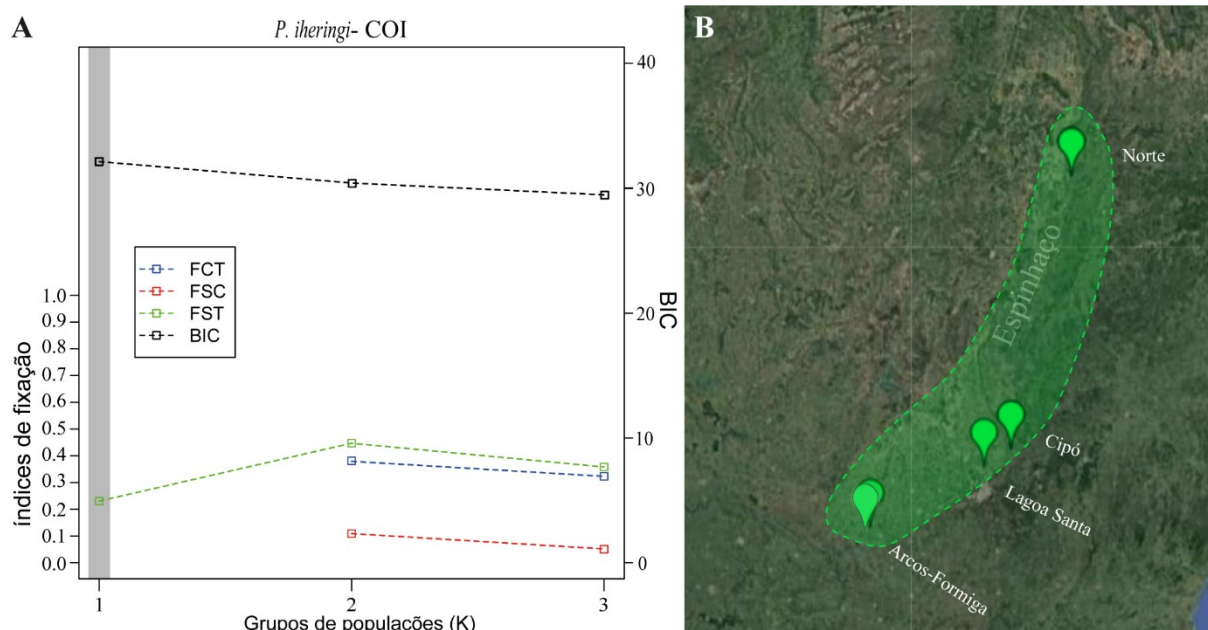 A
P. iheringi- COI
40
30
20
10
0
BIC
FCT
FSC
FST
BIC
1.0
0.9
0.8
0.7
0.6
0.5
0.4
0.3
0.2
0.1
0.0
índices de fixação
1
2
3
Grupos de populações (K)
B
Norte
Espinhaço
Cipó
Lagoa Santa
Arcos-Formiga